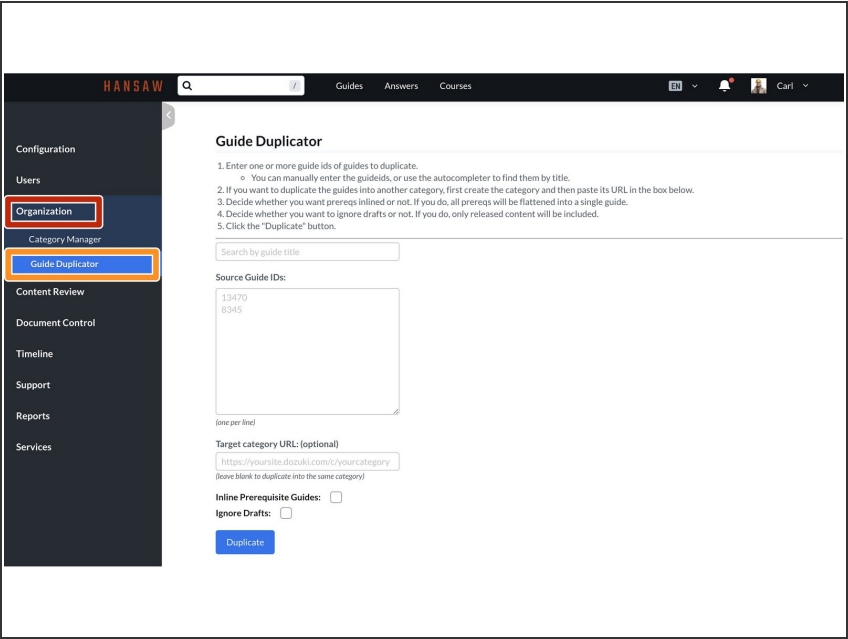 HANSAW
/
Guides
Answers
Courses
EN
Carl
Configuration
Users
Organization
Category Manager
Guide Duplicator
Content Review
Document Control
Timeline
Support
Reports
Services
Guide Duplicator
1. Enter one or more guide ids of guides to duplicate.
You can manually enter the guideids, or use the autocompleter to find them by title.
2. If you want to duplicate the guides into another category, first create the category and then paste its URL in the box below.
3. Decide whether you want prereqs inlined or not. If you do, all prereqs will be flattened into a single guide.
4. Decide whether you want to ignore drafts or not. If you do, only released content will be included.
5. Click the "Duplicate" button.
Search by guide title
Source Guide IDs:
13470
8345
(one per line)
Target category URL: (optional)
https://yoursite.dozuki.com/c/yourcategory
(leave blank to duplicate into the same category)
Inline Prerequisite Guides:
Ignore Drafts:
Duplicate